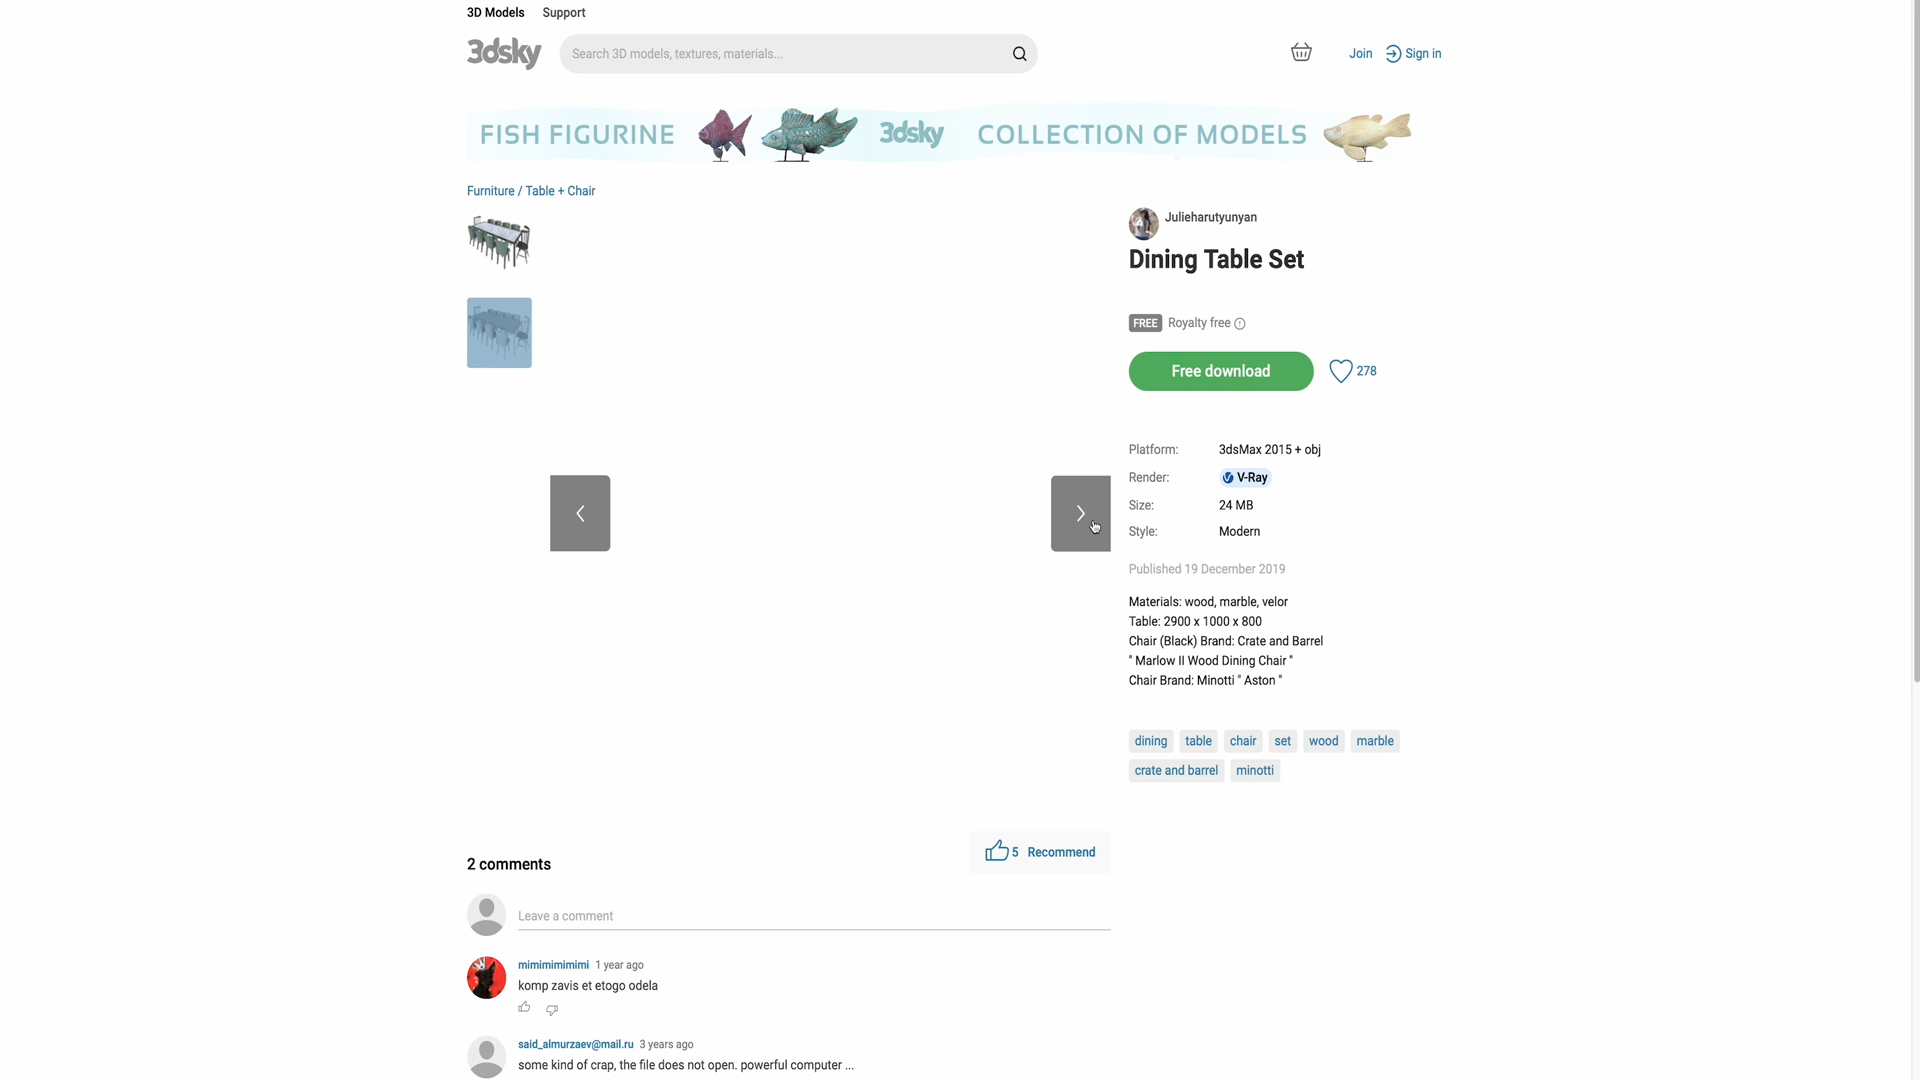 3D Models Support
3dsky Search 3D models, textures, materials... Join Sign in
FISH FIGURINE 3dsky COLLECTION OF MODELS
Furniture / Table + Chair
Julieharutyunyan
Dining Table Set
FREE Royalty free
Free download 278
Platform: 3dsMax 2015 + obj
Render: V-Ray
Size: 24 MB
Style: Modern
Published 19 December 2019
Materials: wood, marble, velor
Table: 2900 x 1000 x 800
Chair (Black) Brand: Crate and Barrel
" Marlow II Wood Dining Chair "
Chair Brand: Minotti " Aston "
dining table chair set wood marble
crate and barrel minotti
5 Recommend
2 comments
Leave a comment
mimimimimimi 1 year ago
komp zavis et etogo odela
said_almurzaev@mail.ru 3 years ago
some kind of crap, the file does not open. powerful computer ...